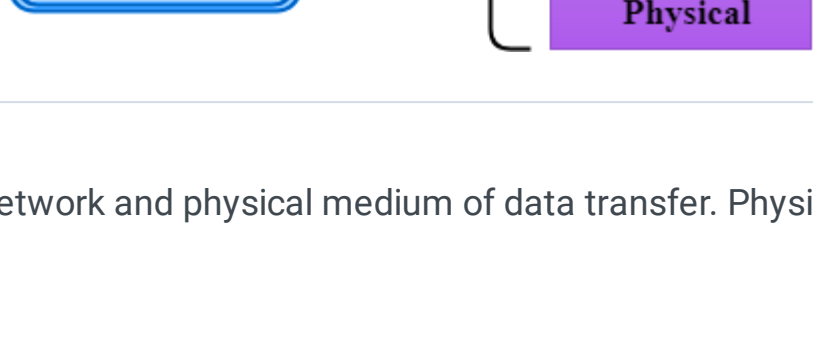 Physical
etwork and physical medium of data transfer. Physi